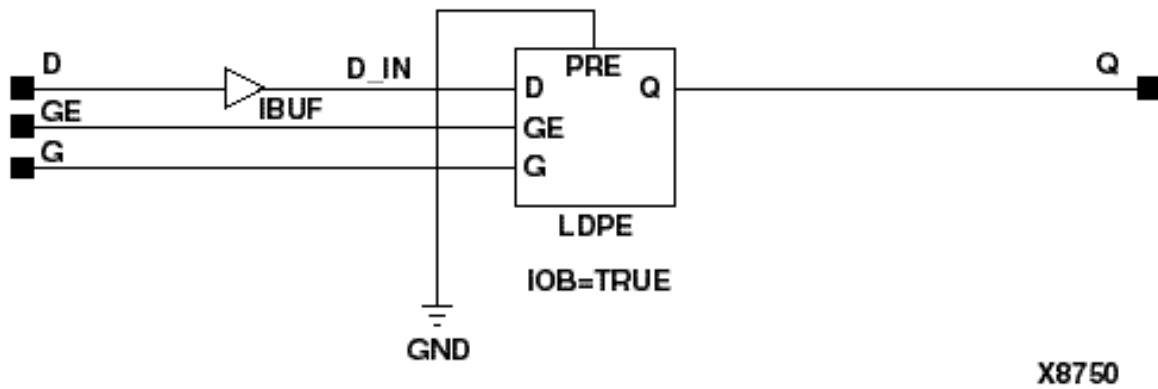 D
D_IN
IBUF
GE
G
PRE
D
Q
GE
G
LDPE
IOB=TRUE
Q
GND
X8750